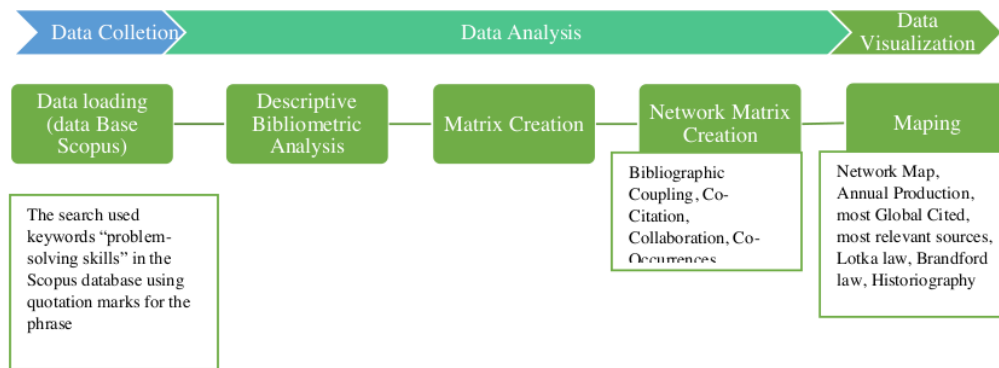 Data Colletion
Data Analysis
Data
Visualization
Data loading
(data Base
Scopus)
Descriptive
Bibliometric
Analysis
Matrix Creation
Network Matrix
Creation
Maping
The search used
keywords “problem-
solving skills” in the
Scopus database using
quotation marks for the
phrase
Bibliographic
Coupling, Co-
Citation,
Collaboration, Co-
Occurrences
Network Map,
Annual Production,
most Global Cited,
most relevant sources,
Lotka law, Brandford
law, Historiography